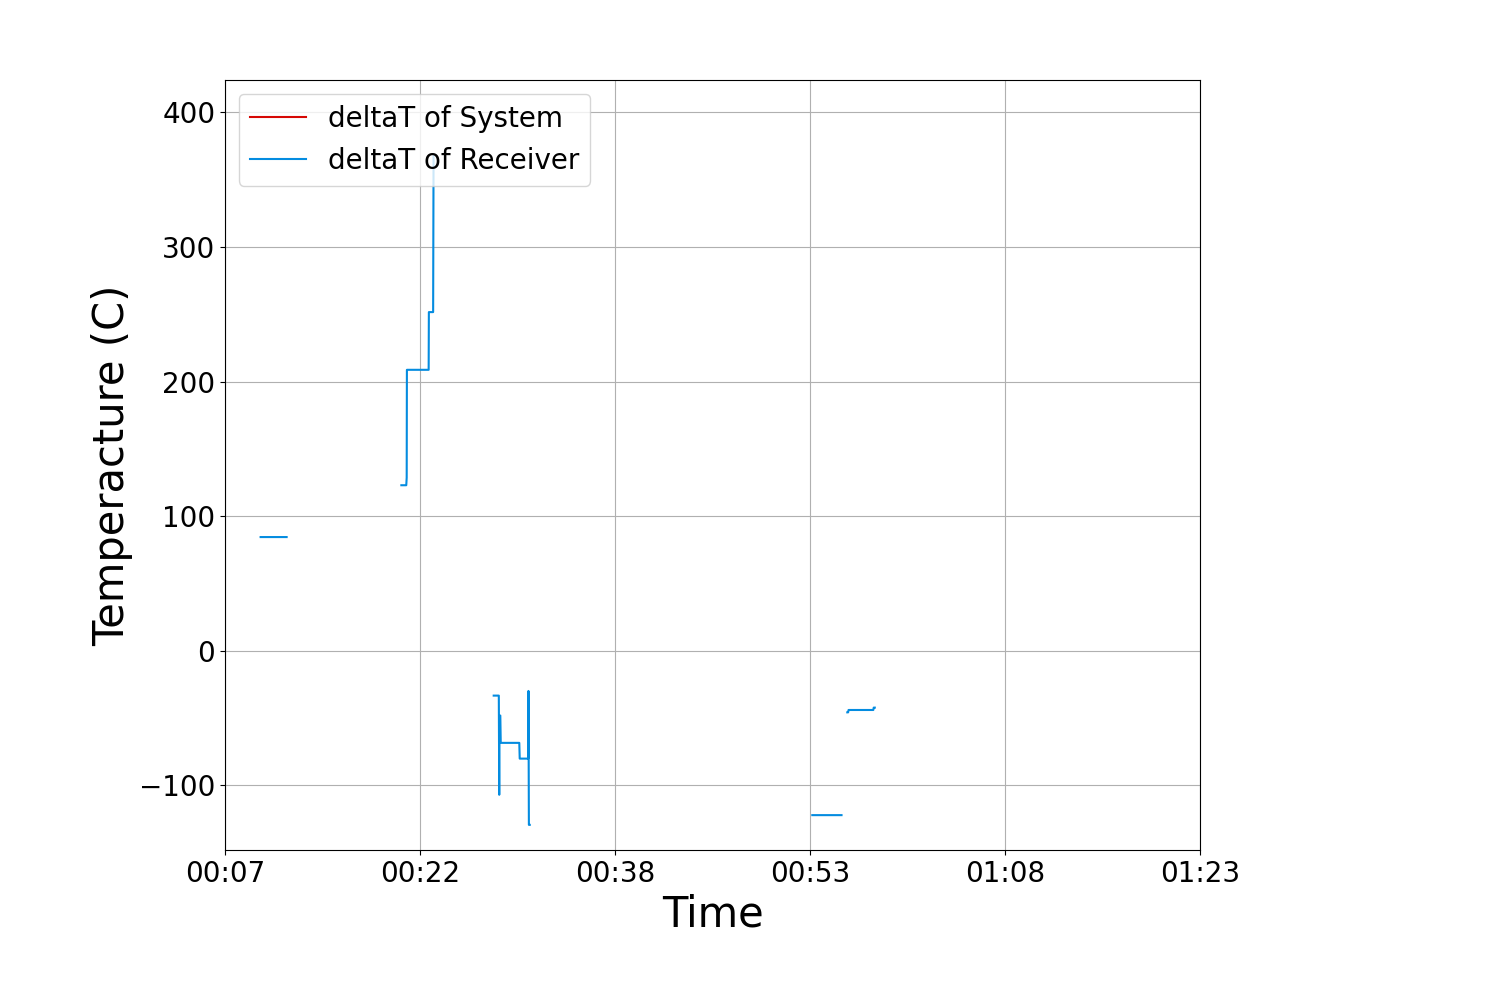 deltaT of System
deltaT of Receiver
400
300
200
100
0
−100
Temperacture (C)
00:07 00:22 00:38 00:53 01:08 01:23
Time